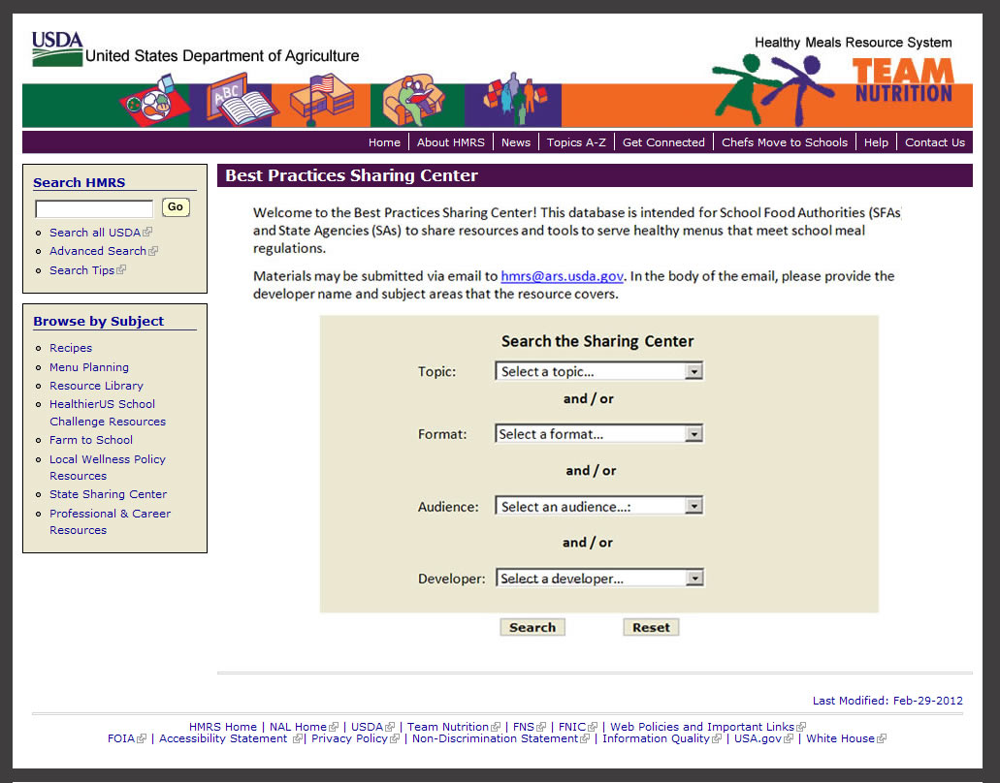 USDA
United States Department of Agriculture
Healthy Meals Resource System
TEAM
NUTRITION
ABC
Home | About HMRS | News | Topics A-Z | Get Connected | Chefs Move to Schools | Help | Contact Us
Search HMRS
Go
Search all USDA
Advanced Search
Search Tips
Browse by Subject
Recipes
Menu Planning
Resource Library
HealthierUS School
Challenge Resources
Farm to School
Local Wellness Policy
Resources
State Sharing Center
Professional & Career
Resources
Best Practices Sharing Center
Welcome to the Best Practices Sharing Center! This database is intended for School Food Authorities (SFAs)
and State Agencies (SAs) to share resources and tools to serve healthy menus that meet school meal
regulations.
Materials may be submitted via email to hmrs@ars.usda.gov. In the body of the email, please provide the
developer name and subject areas that the resource covers.
Search the Sharing Center
Topic: Select a topic...
and / or
Format: Select a format...
and / or
Audience: Select an audience...:
and / or
Developer: Select a developer...
Search Reset
Last Modified: Feb-29-2012
HMRS Home | NAL Home | USDA | Team Nutrition | FNS | FNIC | Web Policies and Important Links
FOIA | Accessibility Statement | Privacy Policy | Non-Discrimination Statement | Information Quality | USA.gov | White House